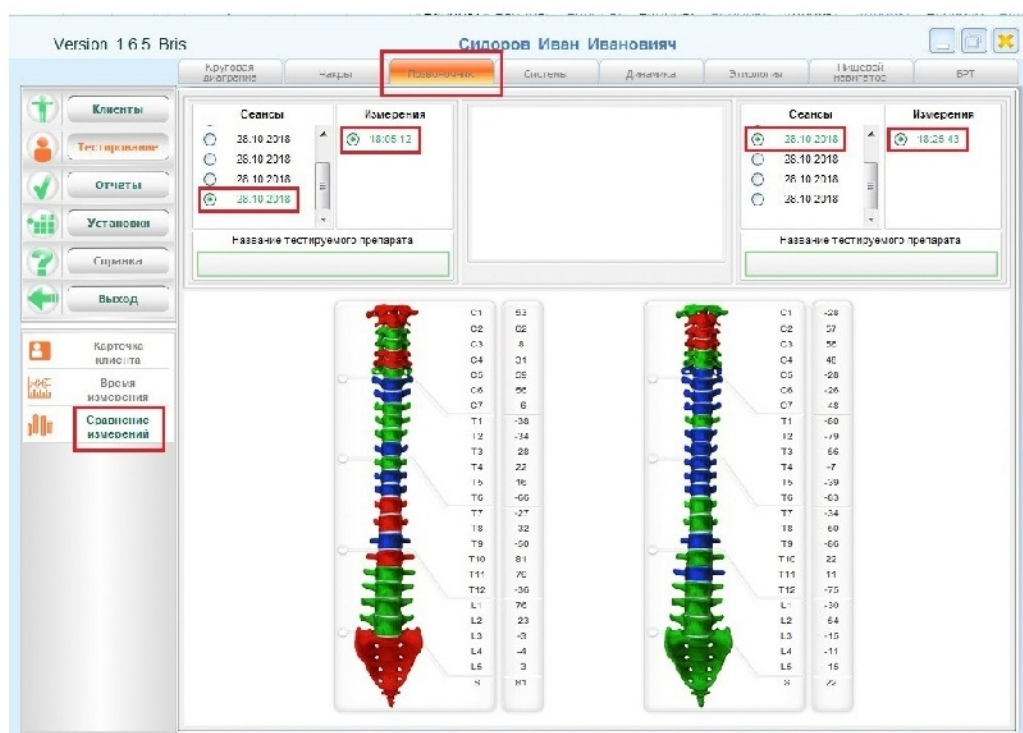 Version 1.6.5 Bris
Сидоров Иван Иванович
Круговая диаграмма
Чакры
Позвоночник
Системы
Динамика
Этиология
Пищевой навигатор
БРТ
Клиенты
Тестирование
Отчеты
Установки
Справка
Выход
Карточка клиента
Время измерения
Сравнение измерений
Сеансы
Измерения
28.10.2018
18:05:12
28.10.2018
28.10.2018
28.10.2018
Название тестируемого препарата
Сеансы
Измерения
28.10.2018
18:25:43
28.10.2018
28.10.2018
28.10.2018
Название тестируемого препарата
C1 53
C2 62
C3 8
C4 31
C5 59
C6 56
C7 6
T1 -38
T2 -34
T3 28
T4 22
T5 16
T6 -66
T7 -27
T8 32
T9 -50
T10 81
T11 76
T12 -36
L1 76
L2 23
L3 -3
L4 -4
L5 3
S 81
C1 -28
C2 57
C3 56
C4 48
C5 -28
C6 -26
C7 48
T1 -60
T2 -79
T3 56
T4 -7
T5 -39
T6 -63
T7 -34
T8 60
T9 -66
T10 22
T11 11
T12 -75
L1 -30
L2 64
L3 -15
L4 -11
L5 15
S 22